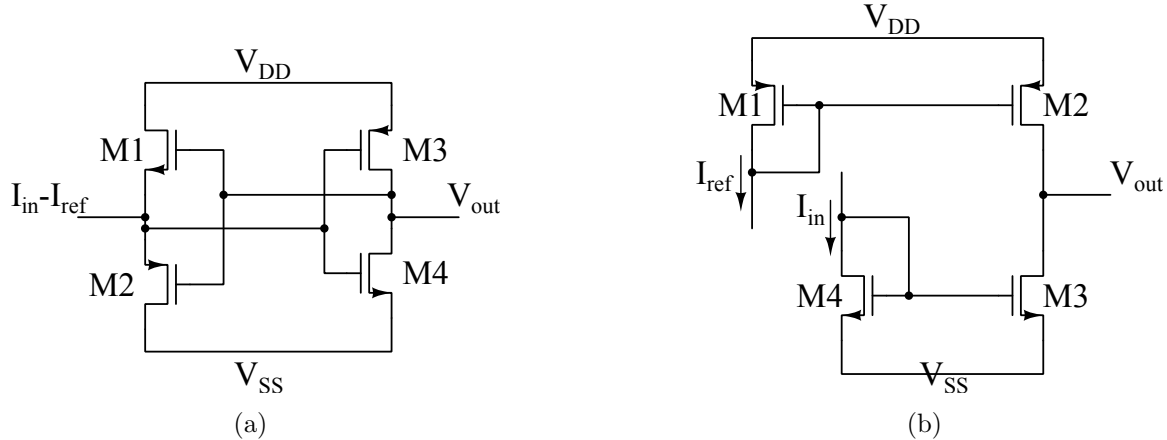 V_DD
M1
M3
I_in-I_ref
V_out
M2
M4
V_SS
(a)
V_DD
M1
M2
I_ref
I_in
V_out
M4
M3
V_SS
(b)